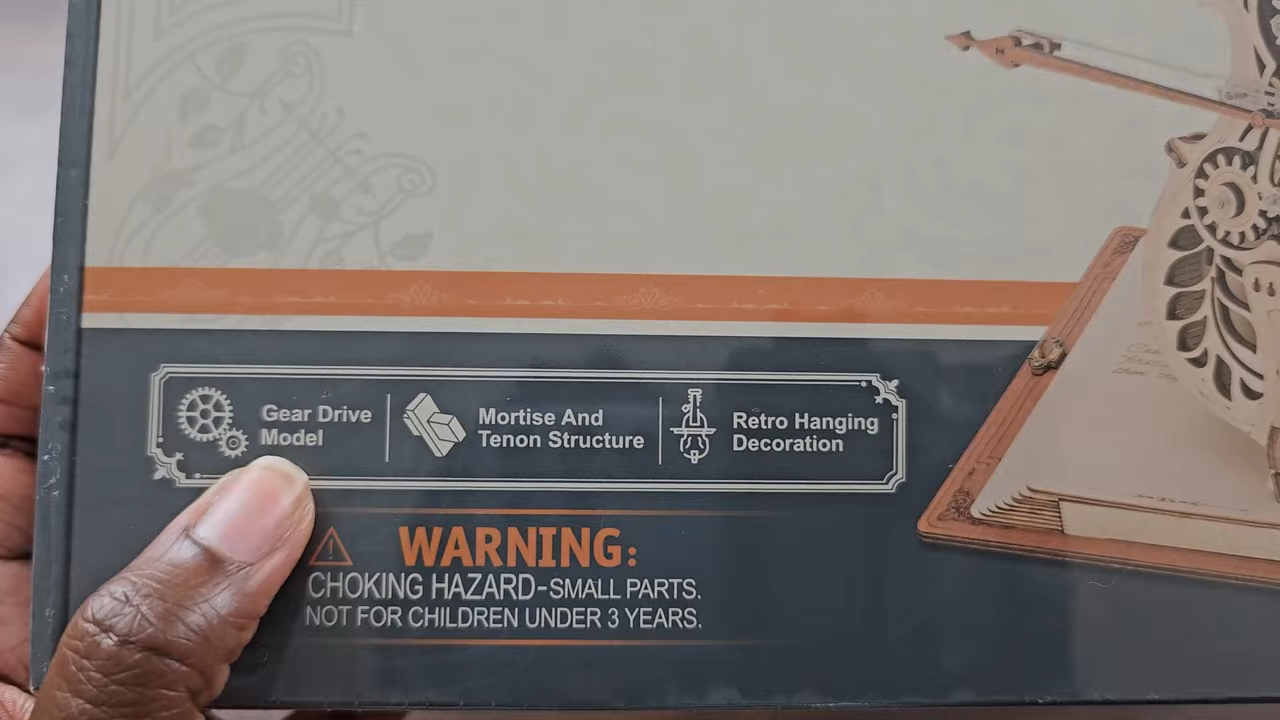 Gear Drive
Model
Mortise And
Tenon Structure
Retro Hanging
Decoration
WARNING:
CHOKING HAZARD-SMALL PARTS.
NOT FOR CHILDREN UNDER 3 YEARS.